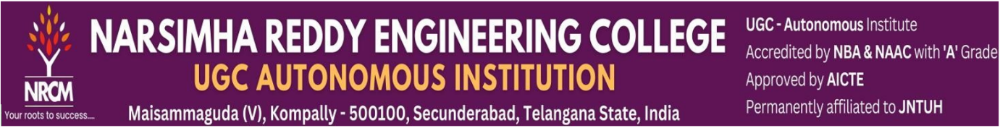 NRCM
Your roots to success....
NARSIMHA REDDY ENGINEERING COLLEGE
UGC AUTONOMOUS INSTITUTION
Maisammaguda (V), Kompally - 500100, Secunderabad, Telangana State, India
UGC - Autonomous Institute
Accredited by NBA & NAAC with 'A' Grade
Approved by AICTE
Permanently affiliated to JNTUH